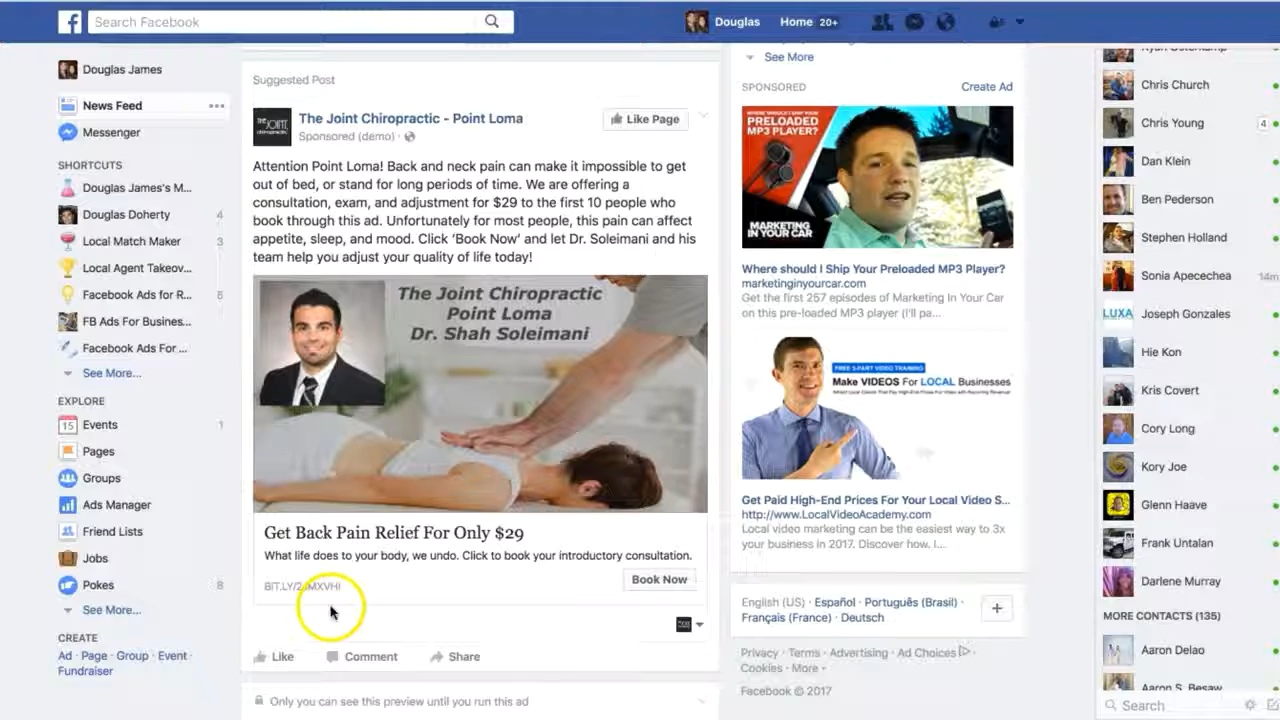 Search Facebook
Douglas
Home 20+
Douglas James
News Feed
Messenger
SHORTCUTS
Douglas James's M...
Douglas Doherty 4
Local Match Maker 3
Local Agent Takeov...
Facebook Ads for R...
FB Ads For Busines...
Facebook Ads For ...
See More...
EXPLORE
15 Events 1
Pages
Groups
Ads Manager
Friend Lists
Jobs
Pokes 8
See More...
CREATE
Ad · Page · Group · Event ·
Fundraiser
Suggested Post
The Joint Chiropractic - Point Loma
Sponsored (demo) ·
Like Page
Attention Point Loma! Back and neck pain can make it impossible to get
out of bed, or stand for long periods of time. We are offering a
consultation, exam, and adjustment for $29 to the first 10 people who
book through this ad. Unfortunately for most people, this pain can affect
appetite, sleep, and mood. Click ‘Book Now’ and let Dr. Soleimani and his
team help you adjust your quality of life today!
The Joint Chiropractic
Point Loma
Dr. Shah Soleimani
Get Back Pain Relief For Only $29
What life does to your body, we undo. Click to book your introductory consultation.
Book Now
Like Comment Share
Only you can see this preview until you run this ad
See More
SPONSORED Create Ad
PRELOADED
MP3 PLAYER?
MARKETING
IN YOUR CAR
Where should I Ship Your Preloaded MP3 Player?
marketinginyourcar.com
Get the first 257 episodes of Marketing In Your Car
on this pre-loaded MP3 player (I'll pa...
FREE 5-PART VIDEO TRAINING
Make VIDEOS For LOCAL Businesses
Get Paid High-End Prices For Your Local Video S...
http://www.LocalVideoAcademy.com
Local video marketing can be the easiest way to 3x
your business in 2017. Discover how. I...
English (US) · Español · Português (Brasil) ·
Français (France) · Deutsch
Privacy · Terms · Advertising · Ad Choices ·
Cookies · More
Facebook © 2017
Chris Church
Chris Young 4
Dan Klein
Ben Pederson
Stephen Holland
Sonia Apecechea 14m
LUXA Joseph Gonzales
Hie Kon
Kris Covert
Cory Long
Kory Joe
Glenn Haave
Frank Untalan
Darlene Murray
MORE CONTACTS (135)
Aaron Delao
Aaron S. Besaw
Search